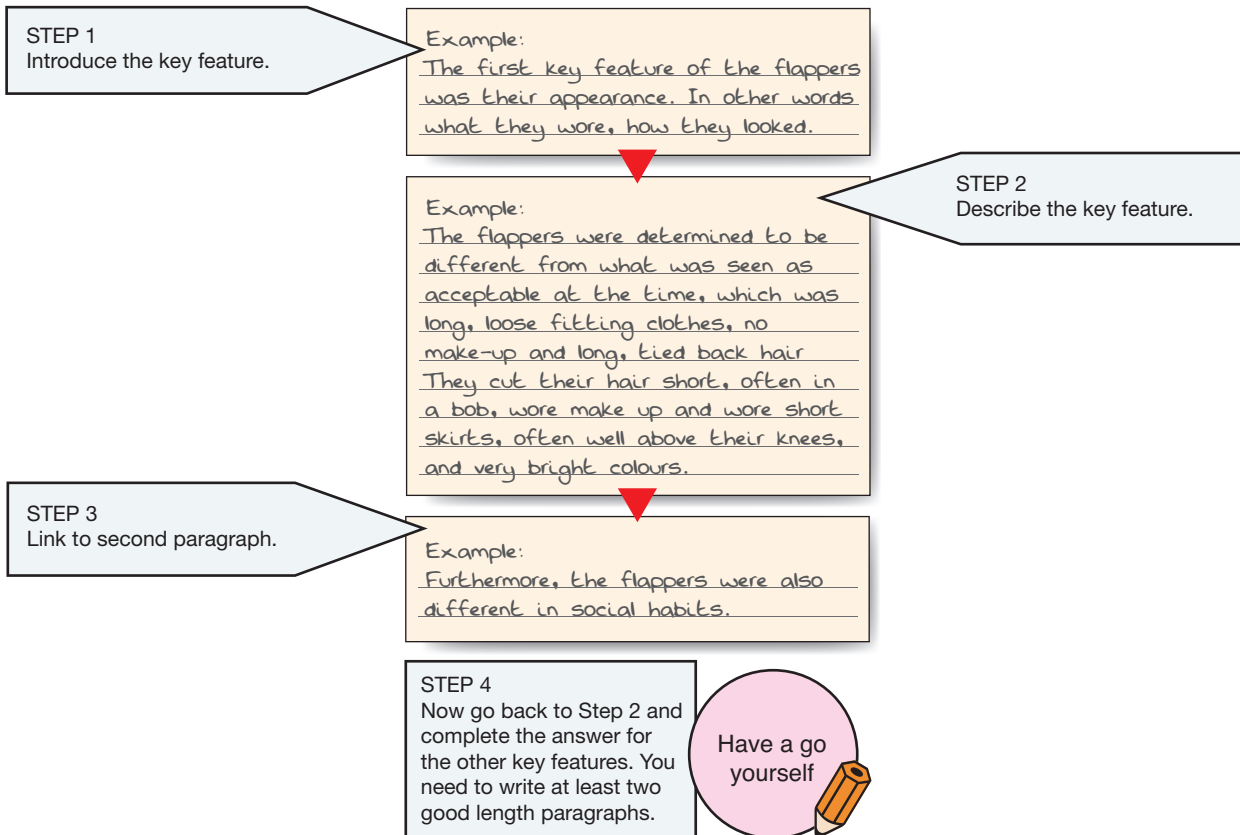 STEP 1
Introduce the key feature.
Example:
The first key feature of the flappers
was their appearance. In other words
what they wore, how they looked.
STEP 2
Describe the key feature.
Example:
The flappers were determined to be
different from what was seen as
acceptable at the time, which was
long, loose fitting clothes, no
make-up and long, tied back hair
They cut their hair short, often in
a bob, wore make up and wore short
skirts, often well above their knees,
and very bright colours.
STEP 3
Link to second paragraph.
Example:
Furthermore, the flappers were also
different in social habits.
STEP 4
Now go back to Step 2 and
complete the answer for
the other key features. You
need to write at least two
good length paragraphs.
Have a go
yourself